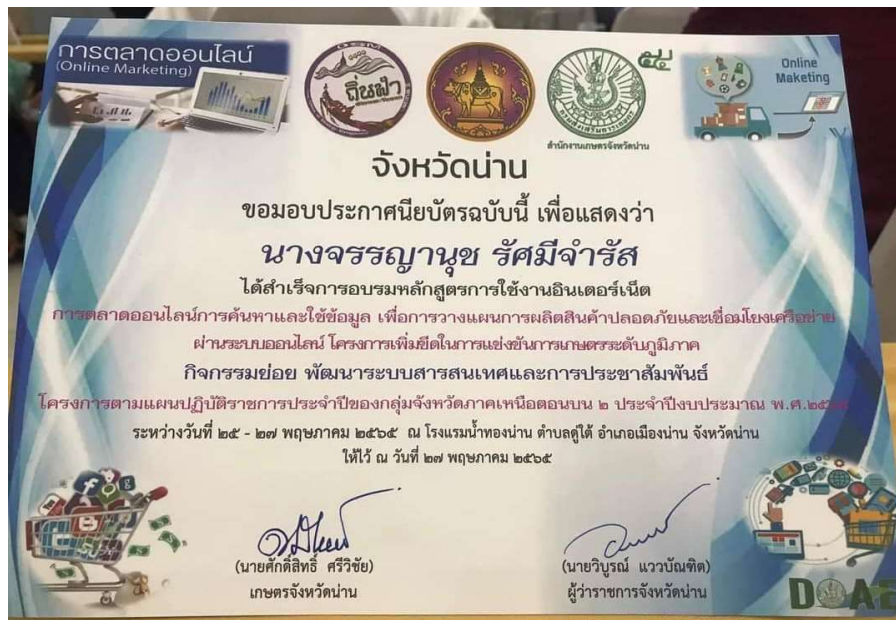 การตลาดออนไลน์
(Online Marketing)
ถิ่นฟ้า
๕๔
สำนักงานเกษตรจังหวัดน่าน
Online
Maketing
จังหวัดน่าน
ขอมอบประกาศนียบัตรฉบับนี้ เพื่อแสดงว่า
นางจรรญานุช รัศมีจำรัส
ได้สำเร็จการอบรมหลักสูตรการใช้งานอินเตอร์เน็ต
การตลาดออนไลน์การค้นหาและใช้ข้อมูล เพื่อการวางแผนการผลิตสินค้าปลอดภัยและเชื่อมโยงเครือข่าย
ผ่านระบบออนไลน์ โครงการเพิ่มขีดในการแข่งขันการเกษตรระดับภูมิภาค
กิจกรรมย่อย พัฒนาระบบสารสนเทศและการประชาสัมพันธ์
โครงการตามแผนปฏิบัติราชการประจำปีของกลุ่มจังหวัดภาคเหนือตอนบน ๒ ประจำปีงบประมาณ
ระหว่างวันที่ ๒๕ - ๒๗ พฤษภาคม ๒๕๖๕ ณ โรงแรมน้ำทองน่าน ตำบลดู่ใต้ อำเภอเมืองน่าน จังหวัดน่าน
ให้ไว้ ณ วันที่ ๒๗ พฤษภาคม ๒๕๖๕
(นายศักดิ์สิทธิ์ ศรีวิชัย)
เกษตรจังหวัดน่าน
(นายวิบูรณ์ แววบัณฑิต)
ผู้ว่าราชการจังหวัดน่าน